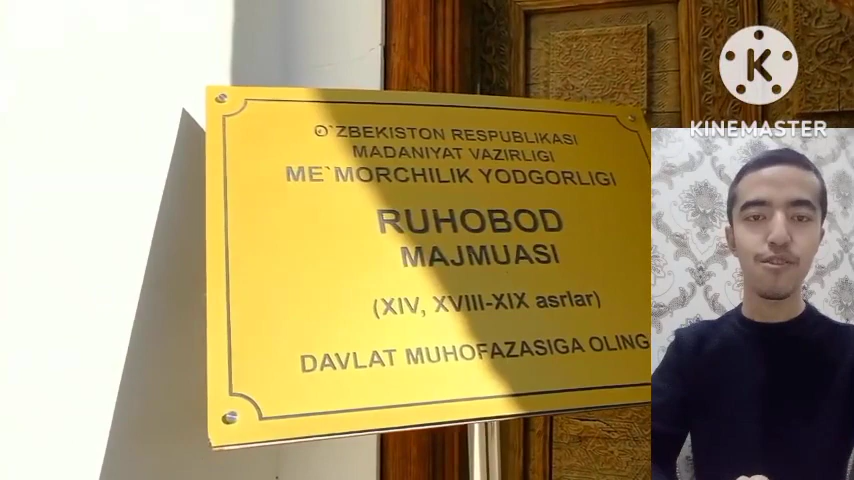 O`ZBEKISTON RESPUBLIKASI
MADANIYAT VAZIRLIGI
ME`MORCHILIK YODGORLIGI
RUHOBOD
MAJMUASI
(XIV, XVIII-XIX asrlar)
DAVLAT MUHOFAZASIGA OLING
K
KINEMASTER